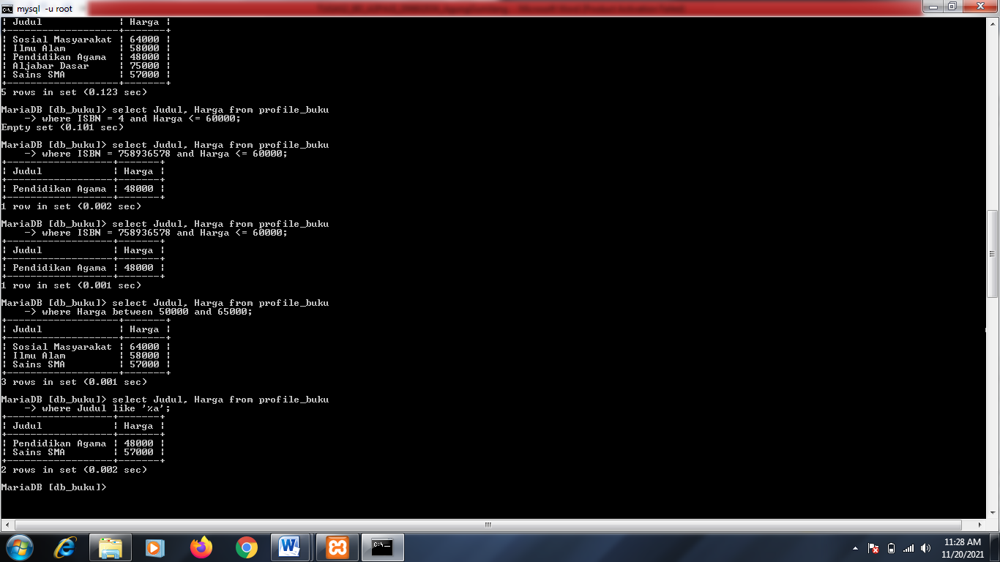 mysql -u root
| Judul | Harga |
| Sosial Masyarakat | 64000 |
| Ilmu Alam | 58000 |
| Pendidikan Agama | 48000 |
| Aljabar Dasar | 75000 |
| Sains SMA | 57000 |
5 rows in set (0.123 sec)
MariaDB [db_buku]> select Judul, Harga from profile_buku
-> where ISBN = 4 and Harga <= 60000;
Empty set (0.101 sec)
MariaDB [db_buku]> select Judul, Harga from profile_buku
-> where ISBN = 758936578 and Harga <= 60000;
| Judul | Harga |
| Pendidikan Agama | 48000 |
1 row in set (0.002 sec)
MariaDB [db_buku]> select Judul, Harga from profile_buku
-> where ISBN = 758936578 and Harga <= 60000;
| Judul | Harga |
| Pendidikan Agama | 48000 |
1 row in set (0.001 sec)
MariaDB [db_buku]> select Judul, Harga from profile_buku
-> where Harga between 50000 and 65000;
| Judul | Harga |
| Sosial Masyarakat | 64000 |
| Ilmu Alam | 58000 |
| Sains SMA | 57000 |
3 rows in set (0.001 sec)
MariaDB [db_buku]> select Judul, Harga from profile_buku
-> where Judul like '%a';
| Judul | Harga |
| Pendidikan Agama | 48000 |
| Sains SMA | 57000 |
2 rows in set (0.002 sec)
MariaDB [db_buku]>
11:28 AM
11/20/2021